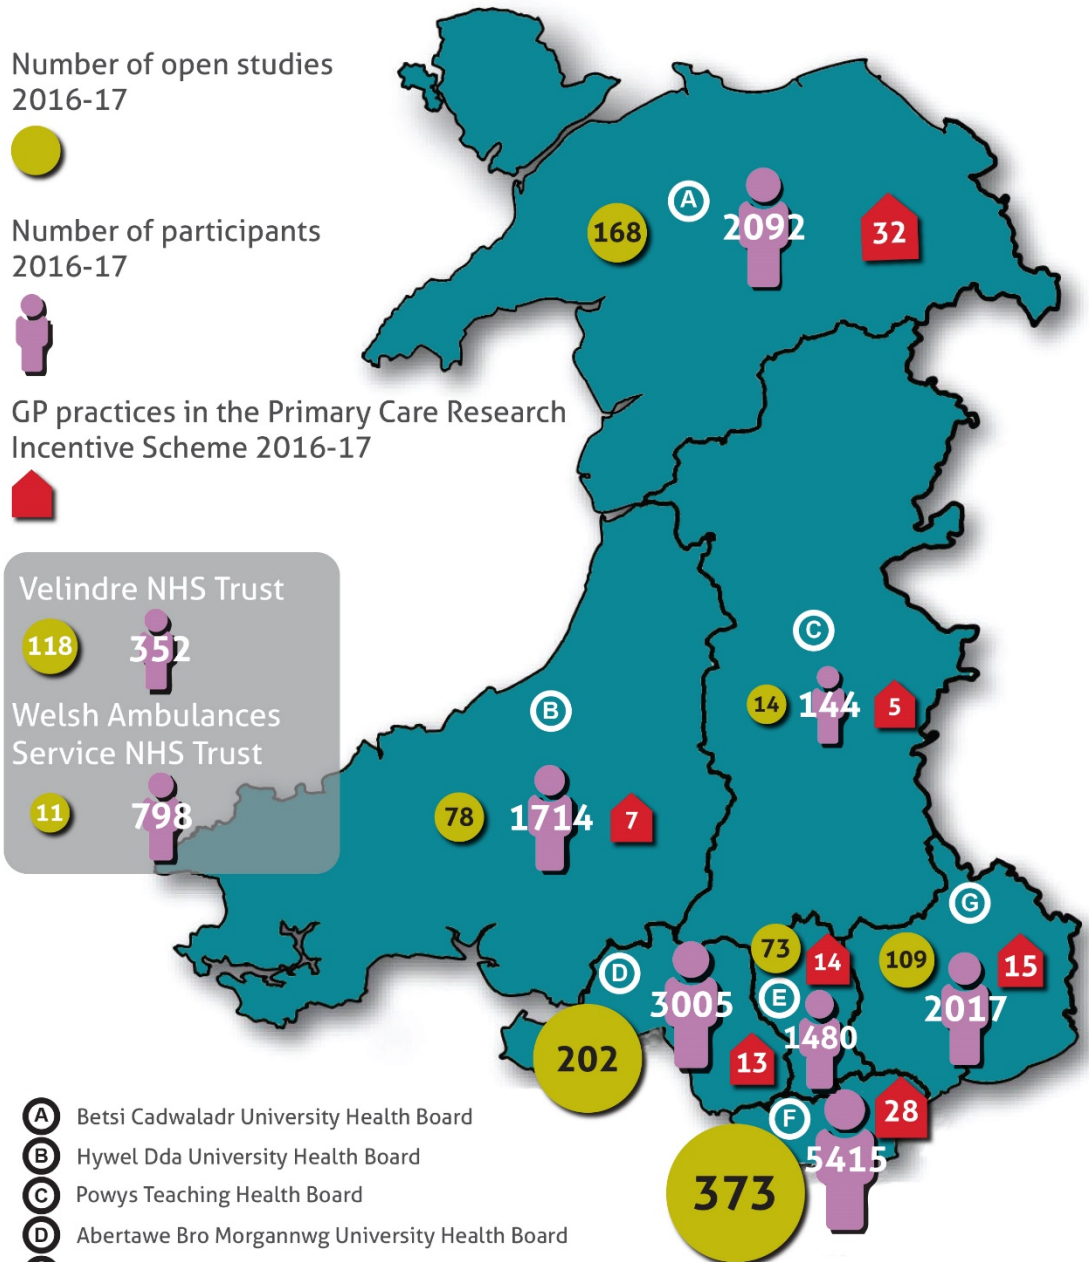 Number of open studies
2016-17
Number of participants
2016-17
GP practices in the Primary Care Research
Incentive Scheme 2016-17
Velindre NHS Trust
118 352
Welsh Ambulances
Service NHS Trust
11 798
A
168 2092 32
C
14 144 5
B
78 1714 7
G
109 2017 15
D
3005
202
13
73 14
E
1480
F
28
5415
373
A Betsi Cadwaladr University Health Board
B Hywel Dda University Health Board
C Powys Teaching Health Board
D Abertawe Bro Morgannwg University Health Board